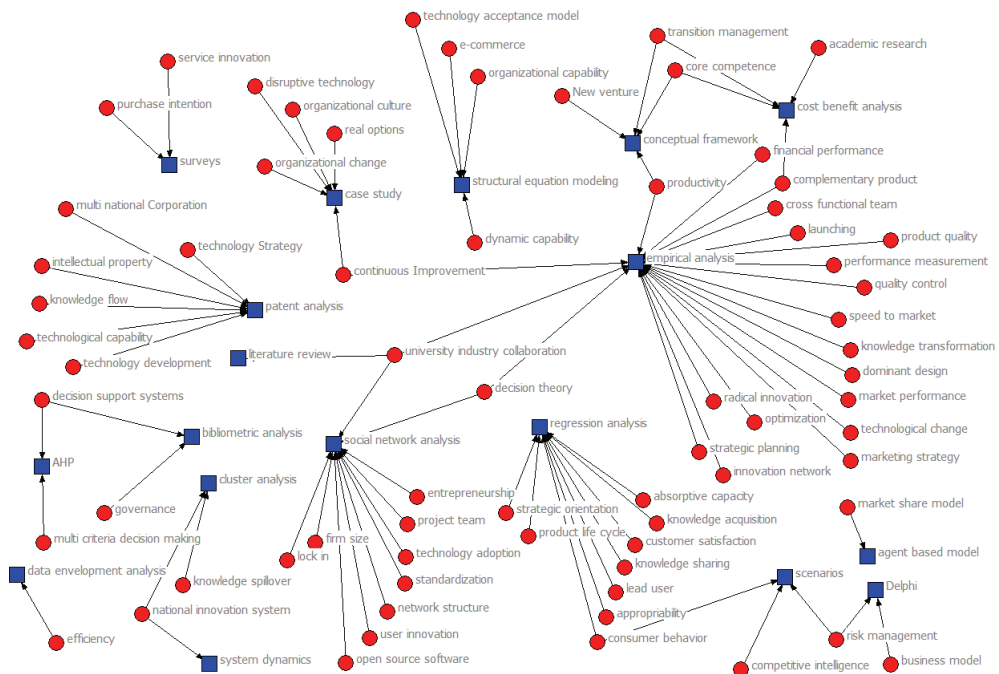 technology acceptance model
transition management
e-commerce
academic research
service innovation
core competence
disruptive technology
organizational capability
New venture
purchase intention
organizational culture
cost benefit analysis
real options
conceptual framework
financial performance
surveys
organizational change
structural equation modeling
complementary product
productivity
case study
multi national Corporation
cross functional team
launching
technology Strategy
dynamic capability
product quality
intellectual property
continuous Improvement
empirical analysis
performance measurement
quality control
knowledge flow
patent analysis
speed to market
technological capability
literature review
university industry collaboration
knowledge transformation
technology development
dominant design
decision theory
decision support systems
radical innovation
market performance
optimization
bibliometric analysis
social network analysis
regression analysis
technological change
strategic planning
AHP
marketing strategy
cluster analysis
innovation network
entrepreneurship
absorptive capacity
market share model
governance
strategic orientation
project team
knowledge acquisition
multi criteria decision making
firm size
product life cycle
customer satisfaction
lock in
technology adoption
agent based model
data envelopment analysis
knowledge sharing
knowledge spillover
standardization
scenarios
lead user
Delphi
national innovation system
network structure
appropriability
efficiency
user innovation
consumer behavior
risk management
system dynamics
open source software
competitive intelligence
business model